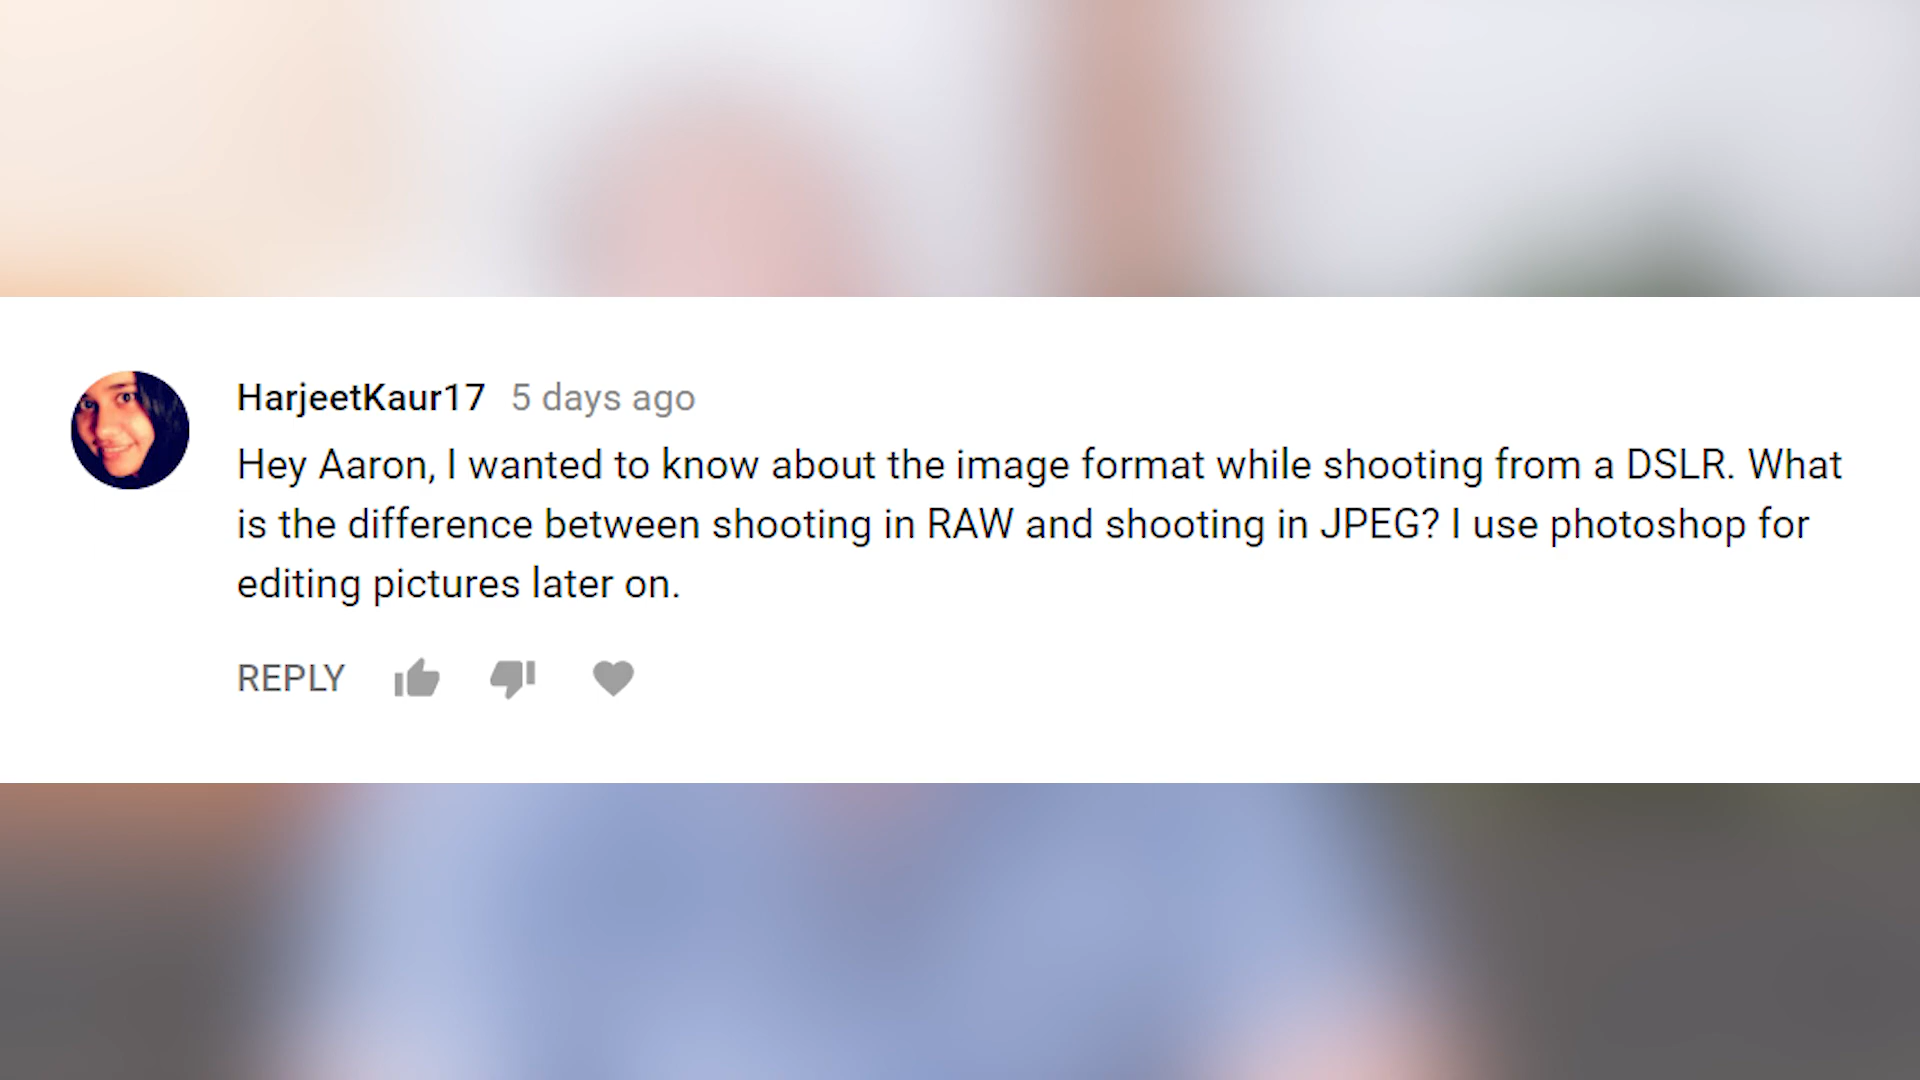 HarjeetKaur17 5 days ago
Hey Aaron, I wanted to know about the image format while shooting from a DSLR. What
is the difference between shooting in RAW and shooting in JPEG? I use photoshop for
editing pictures later on.
REPLY